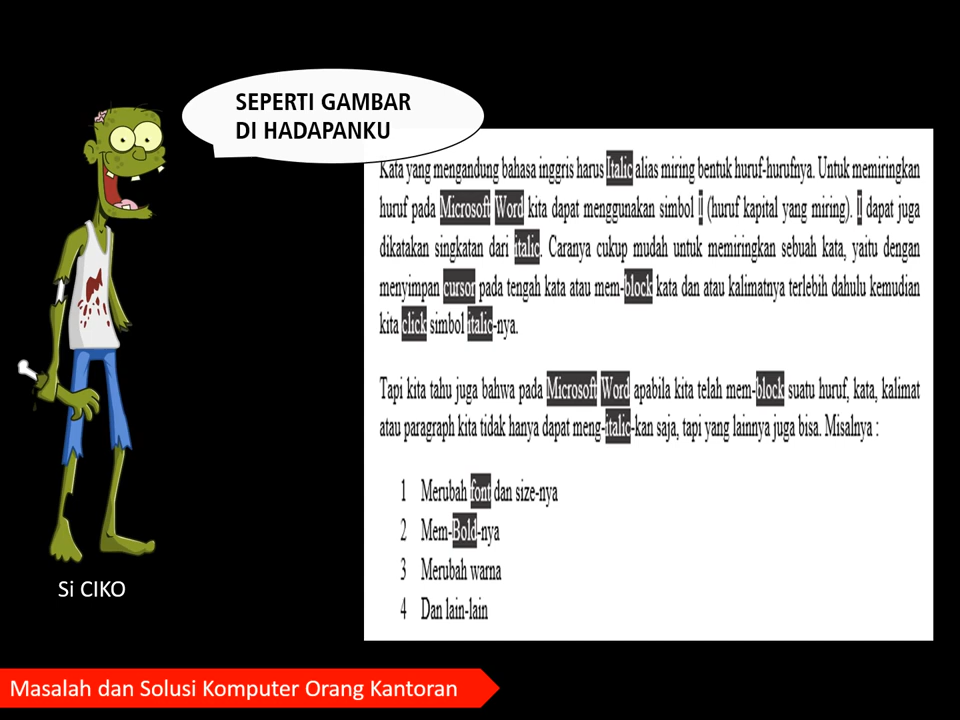 SEPERTI GAMBAR
DI HADAPANKU
Kata yang mengandung bahasa inggris harus Italic alias miring bentuk huruf-hurufnya. Untuk memiringkan
huruf pada Microsoft Word kita dapat menggunakan simbol I (huruf kapital yang miring). I dapat juga
dikatakan singkatan dari italic. Caranya cukup mudah untuk memiringkan sebuah kata, yaitu dengan
menyimpan cursor pada tengah kata atau mem-block kata dan atau kalimatnya terlebih dahulu kemudian
kita click simbol italic-nya.
Tapi kita tahu juga bahwa pada Microsoft Word apabila kita telah mem-block suatu huruf, kata, kalimat
atau paragraph kita tidak hanya dapat meng-italic-kan saja, tapi yang lainnya juga bisa. Misalnya :
1 Merubah font dan size-nya
2 Mem-Bold-nya
3 Merubah warna
4 Dan lain-lain
Si CIKO
Masalah dan Solusi Komputer Orang Kantoran